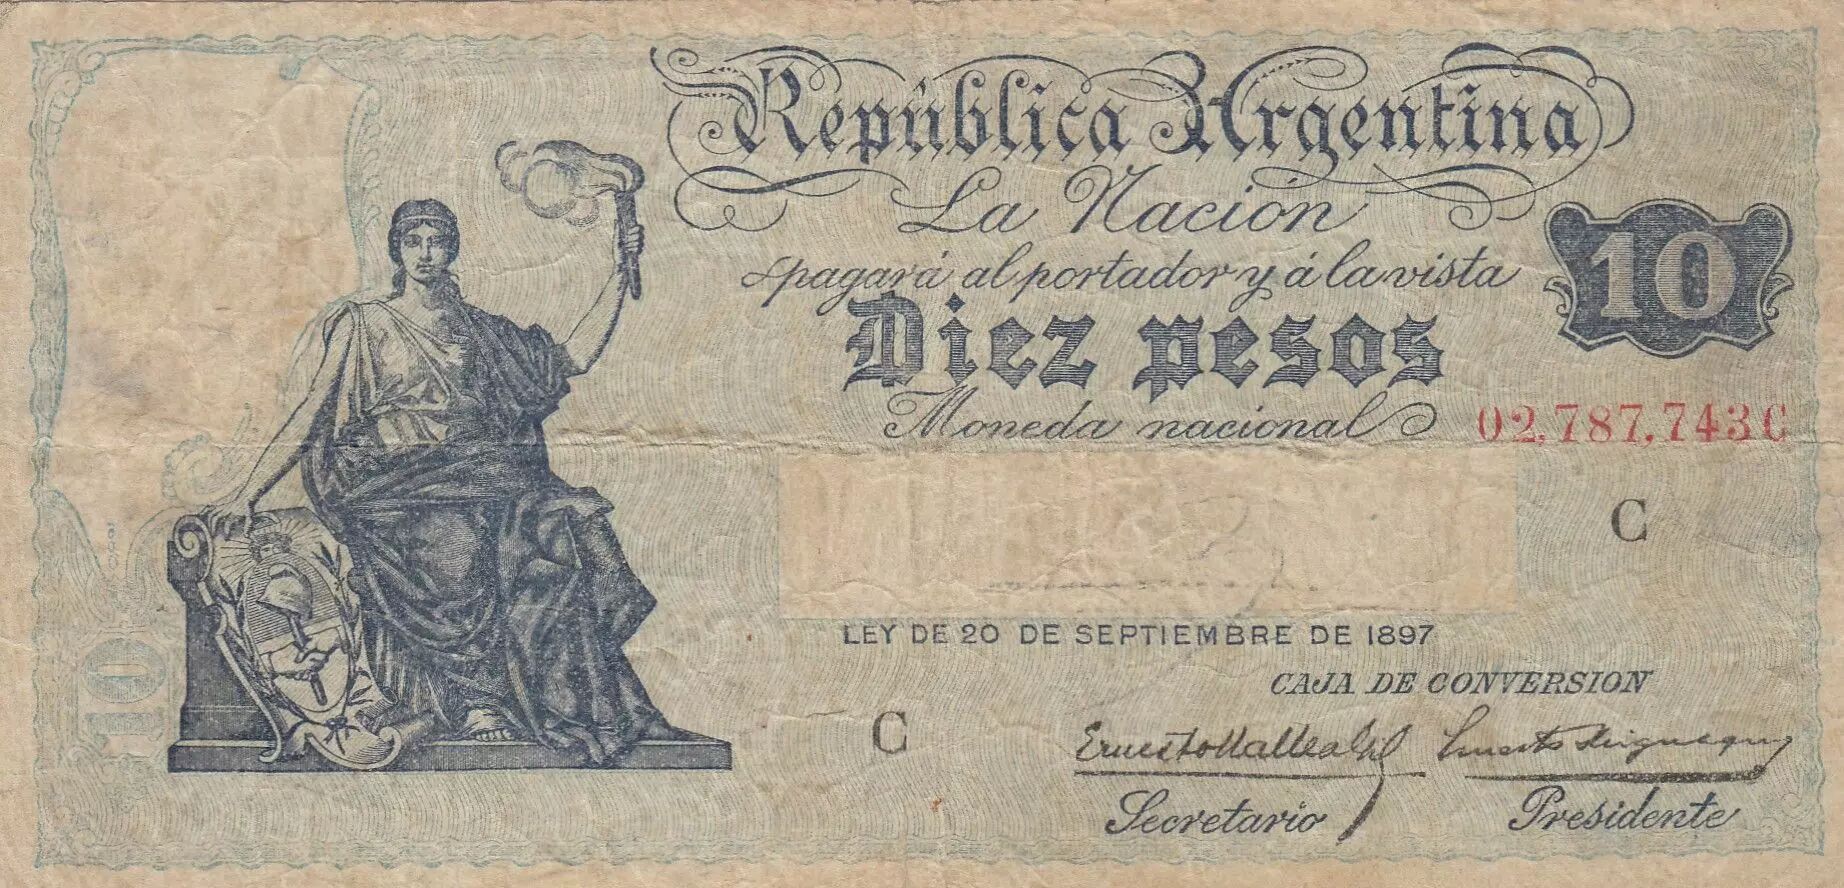 República Argentina
La Nación
pagará al portador y á la vista
10
Diez pesos
Moneda nacional
02,787,743C
C
LEY DE 20 DE SEPTIEMBRE DE 1897
CAJA DE CONVERSION
10
C
Secretario
Presidente